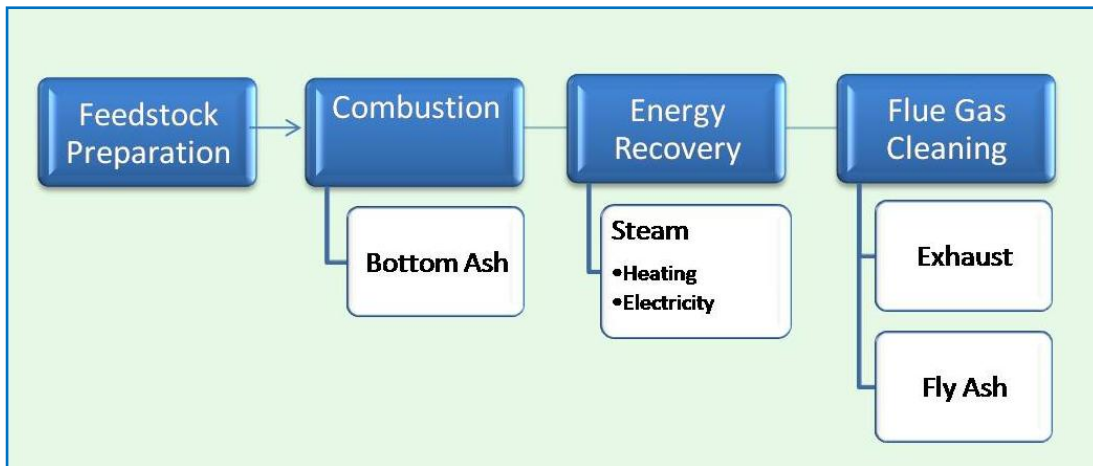 Feedstock
Preparation
Combustion
Energy
Recovery
Flue Gas
Cleaning
Bottom Ash
Steam
•Heating
•Electricity
Exhaust
Fly Ash